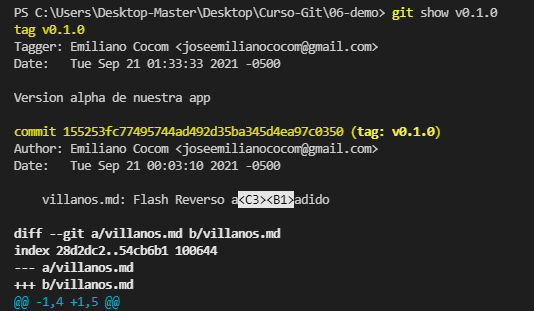 PS C:\Users\Desktop-Master\Desktop\Curso-Git\06-demo> git show v0.1.0
tag v0.1.0
Tagger: Emiliano Cocom <joseemilianococom@gmail.com>
Date:   Tue Sep 21 01:33:33 2021 -0500
Version alpha de nuestra app
commit 155253fc77495744ad492d35ba345d4ea97c0350 (tag: v0.1.0)
Author: Emiliano Cocom <joseemilianococom@gmail.com>
Date:   Tue Sep 21 00:03:10 2021 -0500
villanos.md: Flash Reverso a<C3><B1>adido
diff --git a/villanos.md b/villanos.md
index 28d2dc2..54cb6b1 100644
--- a/villanos.md
+++ b/villanos.md
@@ -1,4 +1,5 @@